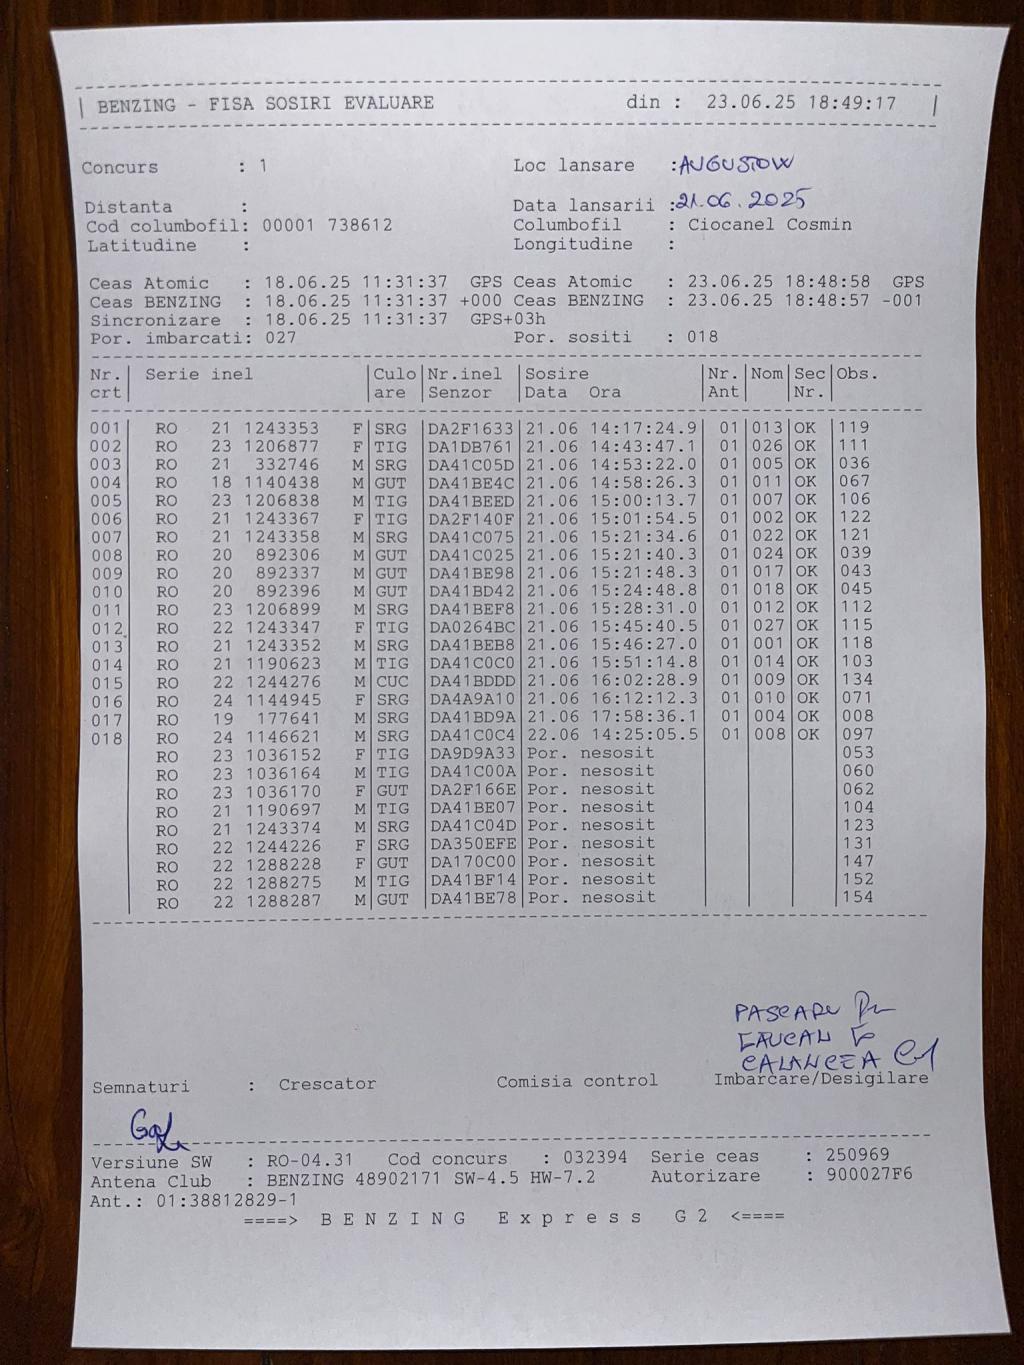 BENZING - FISA SOSIRI EVALUARE din : 23.06.25 18:49:17
Concurs : 1 Loc lansare : AUGUSTOW
Distanta : Data lansarii : 21.06.2025
Cod columbofil: 00001 738612 Columbofil : Ciocanel Cosmin
Latitudine : Longitudine :
Ceas Atomic : 18.06.25 11:31:37 GPS Ceas Atomic : 23.06.25 18:48:58 GPS
Ceas BENZING : 18.06.25 11:31:37 +000 Ceas BENZING : 23.06.25 18:48:57 -001
Sincronizare : 18.06.25 11:31:37 GPS+03h
Por. imbarcati: 027 Por. sositi : 018
Nr. Serie inel Culo Nr.inel Sosire Nr. Nom Sec Obs.
crt are Senzor Data Ora Ant Nr.
001 RO 21 1243353 F SRG DA2F1633 21.06 14:17:24.9 01 013 OK 119
002 RO 23 1206877 F TIG DA1DB761 21.06 14:43:47.1 01 026 OK 111
003 RO 21 332746 M SRG DA41C05D 21.06 14:53:22.0 01 005 OK 036
004 RO 18 1140438 M GUT DA41BE4C 21.06 14:58:26.3 01 011 OK 067
005 RO 23 1206838 M TIG DA41BEED 21.06 15:00:13.7 01 007 OK 106
006 RO 21 1243367 F TIG DA2F140F 21.06 15:01:54.5 01 002 OK 122
007 RO 21 1243358 M SRG DA41C075 21.06 15:21:34.6 01 022 OK 121
008 RO 20 892306 M GUT DA41C025 21.06 15:21:40.3 01 024 OK 039
009 RO 20 892337 M GUT DA41BE98 21.06 15:21:48.3 01 017 OK 043
010 RO 20 892396 M GUT DA41BD42 21.06 15:24:48.8 01 018 OK 045
011 RO 23 1206899 M SRG DA41BEF8 21.06 15:28:31.0 01 012 OK 112
012 RO 22 1243347 F TIG DA0264BC 21.06 15:45:40.5 01 027 OK 115
013 RO 21 1243352 M SRG DA41BEB8 21.06 15:46:27.0 01 001 OK 118
014 RO 21 1190623 M TIG DA41C0C0 21.06 15:51:14.8 01 014 OK 103
015 RO 22 1244276 M CUC DA41BDDD 21.06 16:02:28.9 01 009 OK 134
016 RO 24 1144945 F SRG DA4A9A10 21.06 16:12:12.3 01 010 OK 071
017 RO 19 177641 M SRG DA41BD9A 21.06 17:58:36.1 01 004 OK 008
018 RO 24 1146621 M SRG DA41C0C4 22.06 14:25:05.5 01 008 OK 097
RO 23 1036152 F TIG DA9D9A33 Por. nesosit 053
RO 23 1036164 M TIG DA41C00A Por. nesosit 060
RO 23 1036170 F GUT DA2F166E Por. nesosit 062
RO 21 1190697 M TIG DA41BE07 Por. nesosit 104
RO 21 1243374 M SRG DA41C04D Por. nesosit 123
RO 22 1244226 F SRG DA350EFE Por. nesosit 131
RO 22 1288228 F GUT DA170C00 Por. nesosit 147
RO 22 1288275 M TIG DA41BF14 Por. nesosit 152
RO 22 1288287 M GUT DA41BE78 Por. nesosit 154
CALANCEA
Semnaturi : Crescator Comisia control Imbarcare/Desigilare
Versiune SW : RO-04.31 Cod concurs : 032394 Serie ceas : 250969
Antena Club : BENZING 48902171 SW-4.5 HW-7.2 Autorizare : 900027F6
Ant.: 01:38812829-1
====> B E N Z I N G E x p r e s s G 2 <====